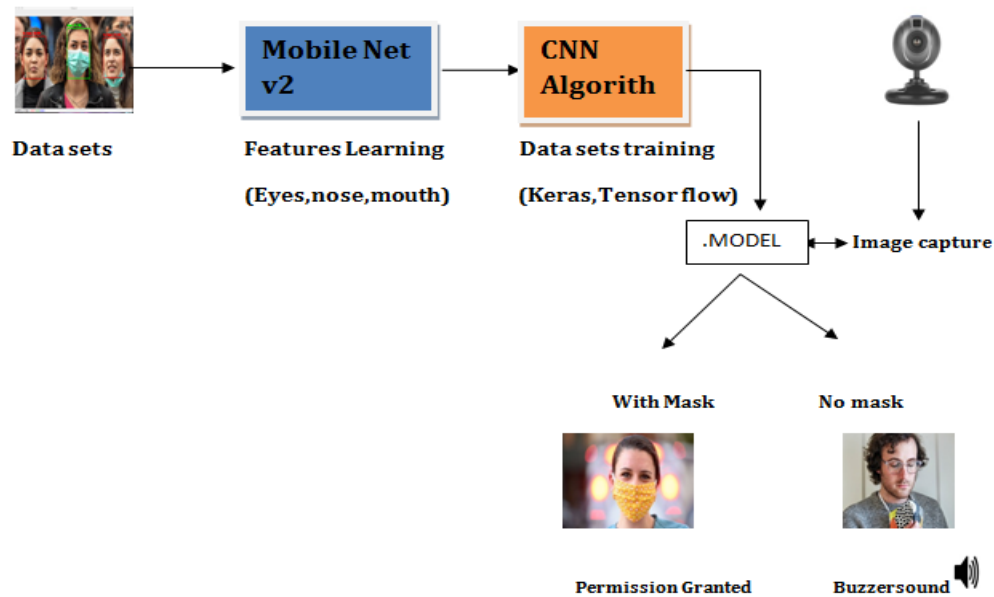 Mobile Net
v2
CNN
Algorith
Data sets
Features Learning
(Eyes,nose,mouth)
Data sets training
(Keras,Tensor flow)
.MODEL
Image capture
With Mask
No mask
Permission Granted
Buzzersound